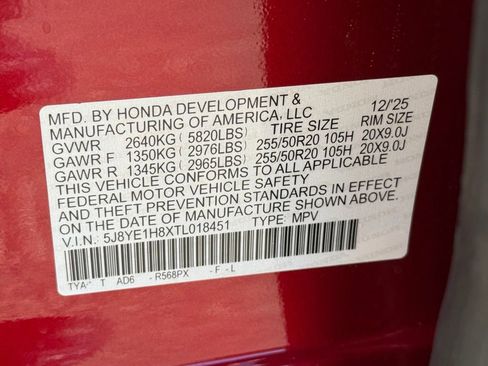 MFD. BY HONDA DEVELOPMENT & 12/'25
MANUFACTURING OF AMERICA, LLC
GVWR 2640KG ( 5820LBS) TIRE SIZE RIM SIZE
GAWR F 1350KG ( 2976LBS) 255/50R20 105H 20X9.0J
GAWR R 1345KG ( 2965LBS) 255/50R20 105H 20X9.0J
THIS VEHICLE CONFORMS TO ALL APPLICABLE
FEDERAL MOTOR VEHICLE SAFETY
AND THEFT PREVENTION STANDARDS IN EFFECT
ON THE DATE OF MANUFACTURE SHOWN ABOVE.
V.I.N.: 5J8YE1H8XTL018451 TYPE: MPV
TYA- T AD6 - R568PX - F - L